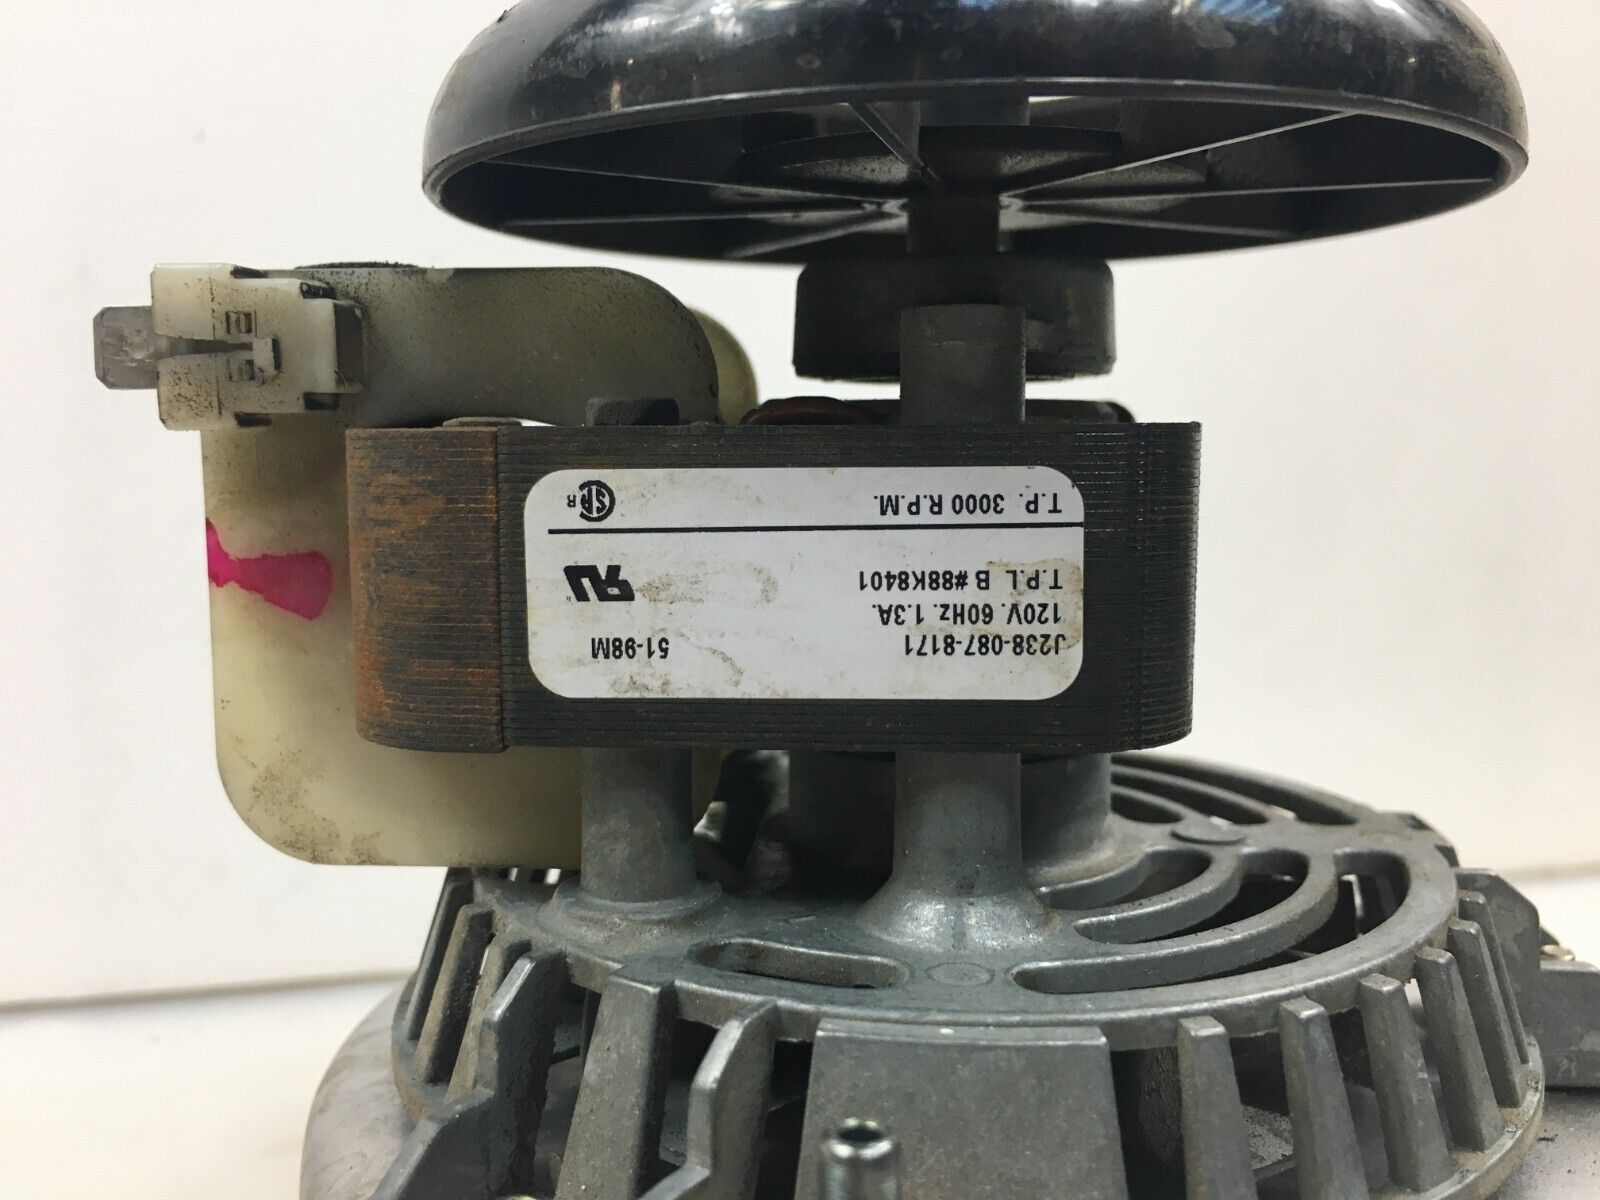 J238-087-8171 51-98M
120V. 60Hz. 1.3A.
T.P.L. B #88K8401
T.P. 3000 R.P.M.